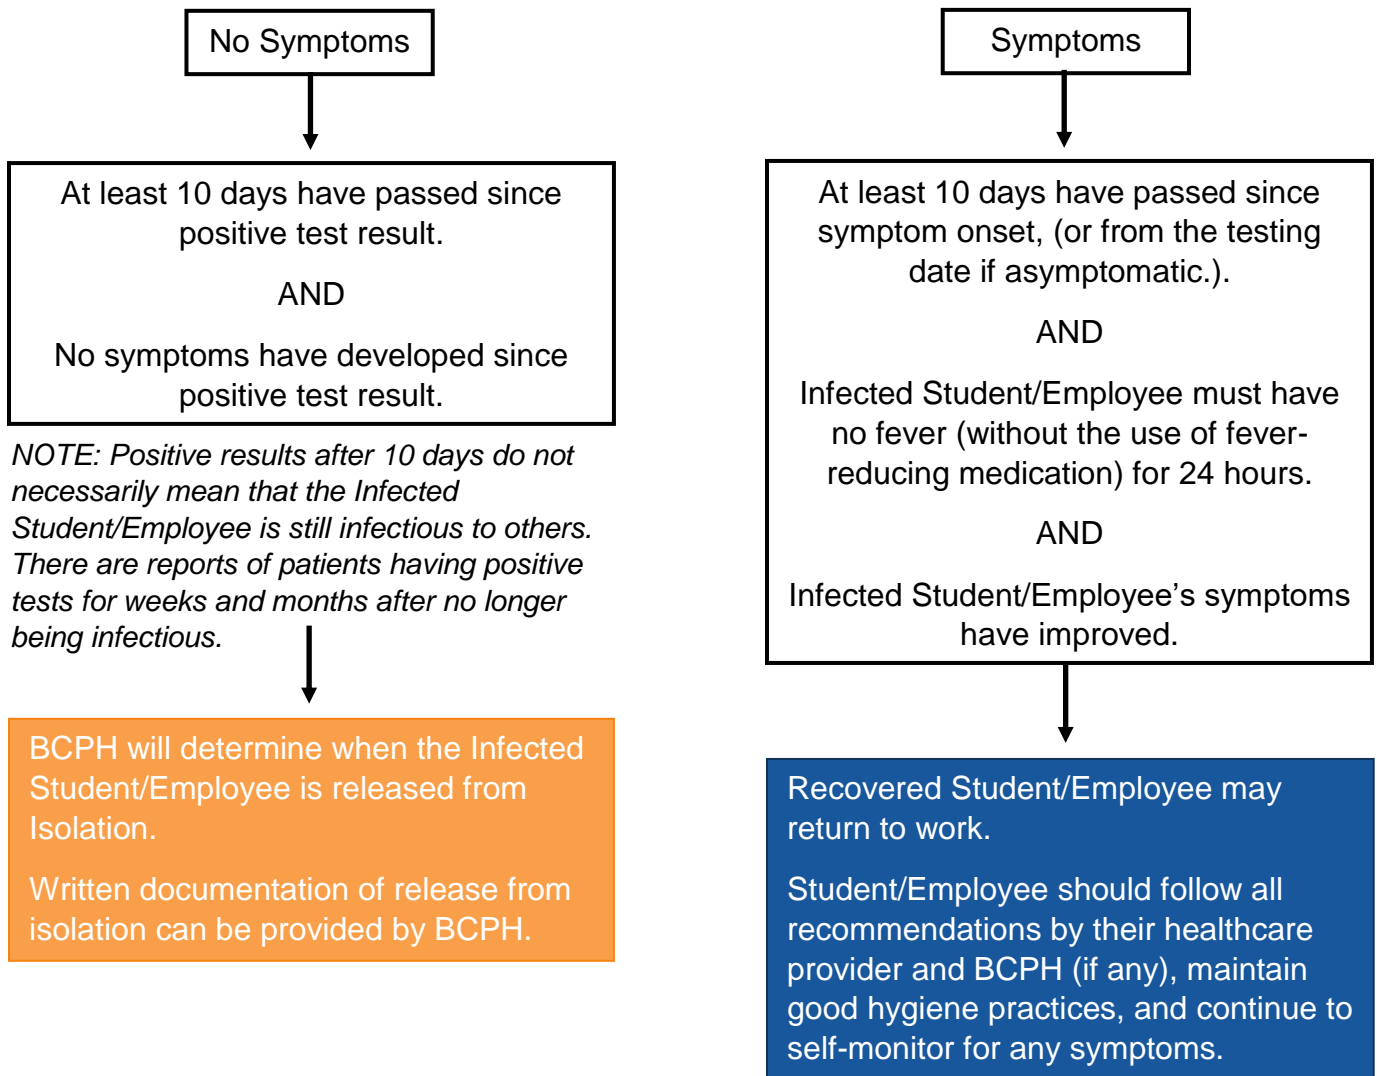 No Symptoms
At least 10 days have passed since
positive test result.
AND
No symptoms have developed since
positive test result.
NOTE: Positive results after 10 days do not
necessarily mean that the Infected
Student/Employee is still infectious to others.
There are reports of patients having positive
tests for weeks and months after no longer
being infectious.
BCPH will determine when the Infected
Student/Employee is released from
Isolation.
Written documentation of release from
isolation can be provided by BCPH.
Symptoms
At least 10 days have passed since
symptom onset, (or from the testing
date if asymptomatic.).
AND
Infected Student/Employee must have
no fever (without the use of fever-
reducing medication) for 24 hours.
AND
Infected Student/Employee’s symptoms
have improved.
Recovered Student/Employee may
return to work.
Student/Employee should follow all
recommendations by their healthcare
provider and BCPH (if any), maintain
good hygiene practices, and continue to
self-monitor for any symptoms.